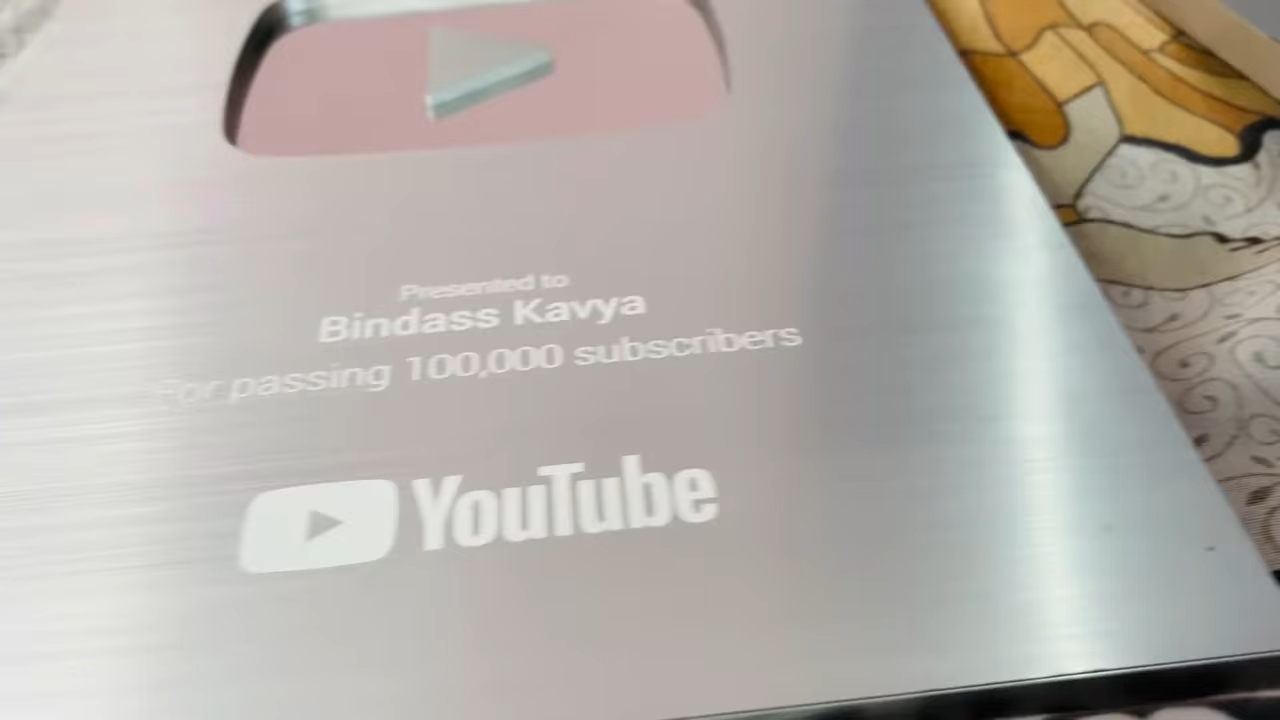 Presented to
Bindass Kavya
For passing 100,000 subscribers
YouTube